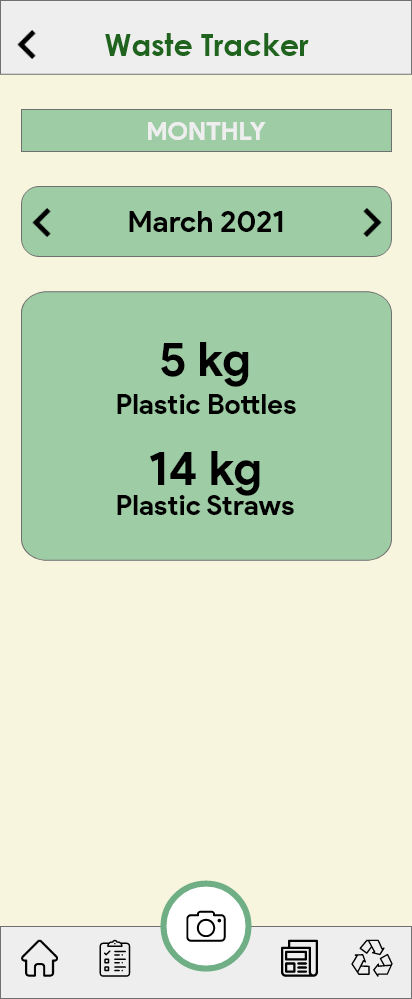 Waste Tracker
MONTHLY
March 2021
5 kg
Plastic Bottles
14 kg
Plastic Straws